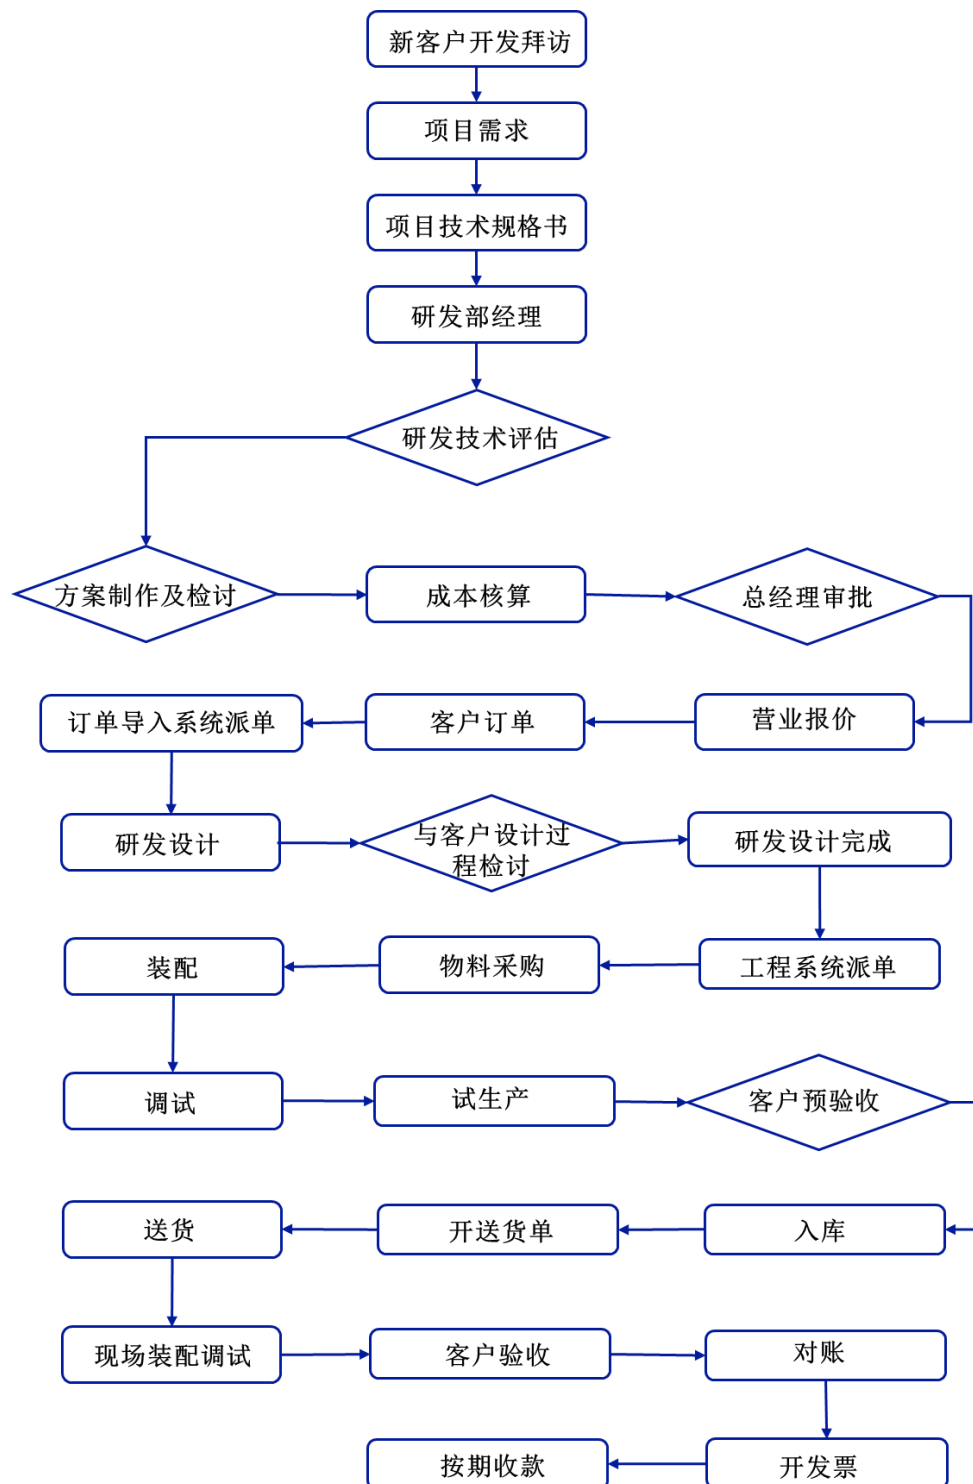 新客户开发拜访
项目需求
项目技术规格书
研发部经理
研发技术评估
方案制作及检讨
成本核算
总经理审批
营业报价
客户订单
订单导入系统派单
研发设计
与客户设计过
程检讨
研发设计完成
工程系统派单
物料采购
装配
调试
试生产
客户预验收
入库
开送货单
送货
现场装配调试
客户验收
对账
开发票
按期收款